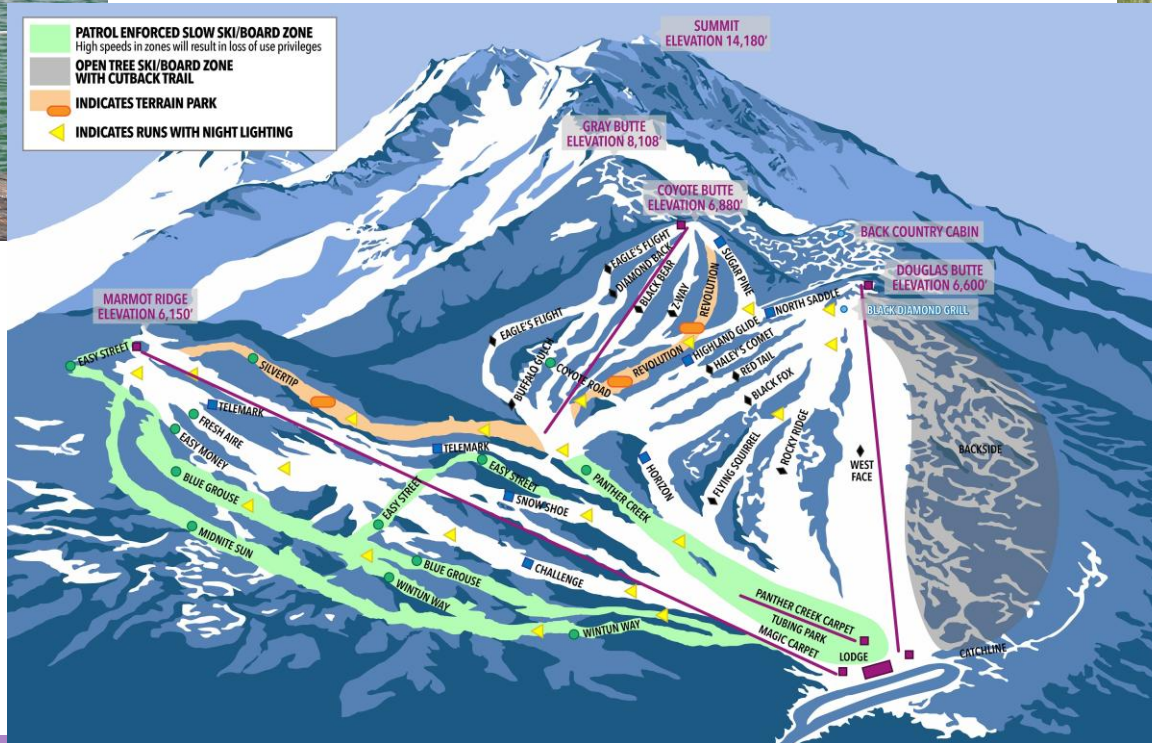 PATROL ENFORCED SLOW SKI/BOARD ZONE
High speeds in zones will result in loss of use privileges
OPEN TREE SKI/BOARD ZONE
WITH CUTBACK TRAIL
INDICATES TERRAIN PARK
INDICATES RUNS WITH NIGHT LIGHTING
SUMMIT
ELEVATION 14,180'
GRAY BUTTE
ELEVATION 8,108'
COYOTE BUTTE
ELEVATION 6,880'
BACK COUNTRY CABIN
DOUGLAS BUTTE
ELEVATION 6,600'
BLACK DIAMOND GRILL
MARMOT RIDGE
ELEVATION 6,150'
EAGLE'S FLIGHT
DIAMOND BACK
BLACK BEAR
Z-WAY
REVOLUTION
SUGAR PINE
NORTH SADDLE
HIGHLAND GLIDE
EAGLE'S FLIGHT
BUFFALO GULCH
COYOTE ROAD
REVOLUTION
HALEY'S COMET
RED TAIL
BLACK FOX
EASY STREET
SILVERTIP
TELEMARK
FRESH AIRE
EASY MONEY
TELEMARK
BLUE GROUSE
EASY STREET
EASY STREET
SNOW SHOE
PANTHER CREEK
HORIZON
FLYING SQUIRREL
ROCKY RIDGE
WEST
FACE
BACKSIDE
MIDNITE SUN
BLUE GROUSE
CHALLENGE
WINTUN WAY
WINTUN WAY
PANTHER CREEK CARPET
TUBING PARK
MAGIC CARPET
LODGE
CATCHLINE